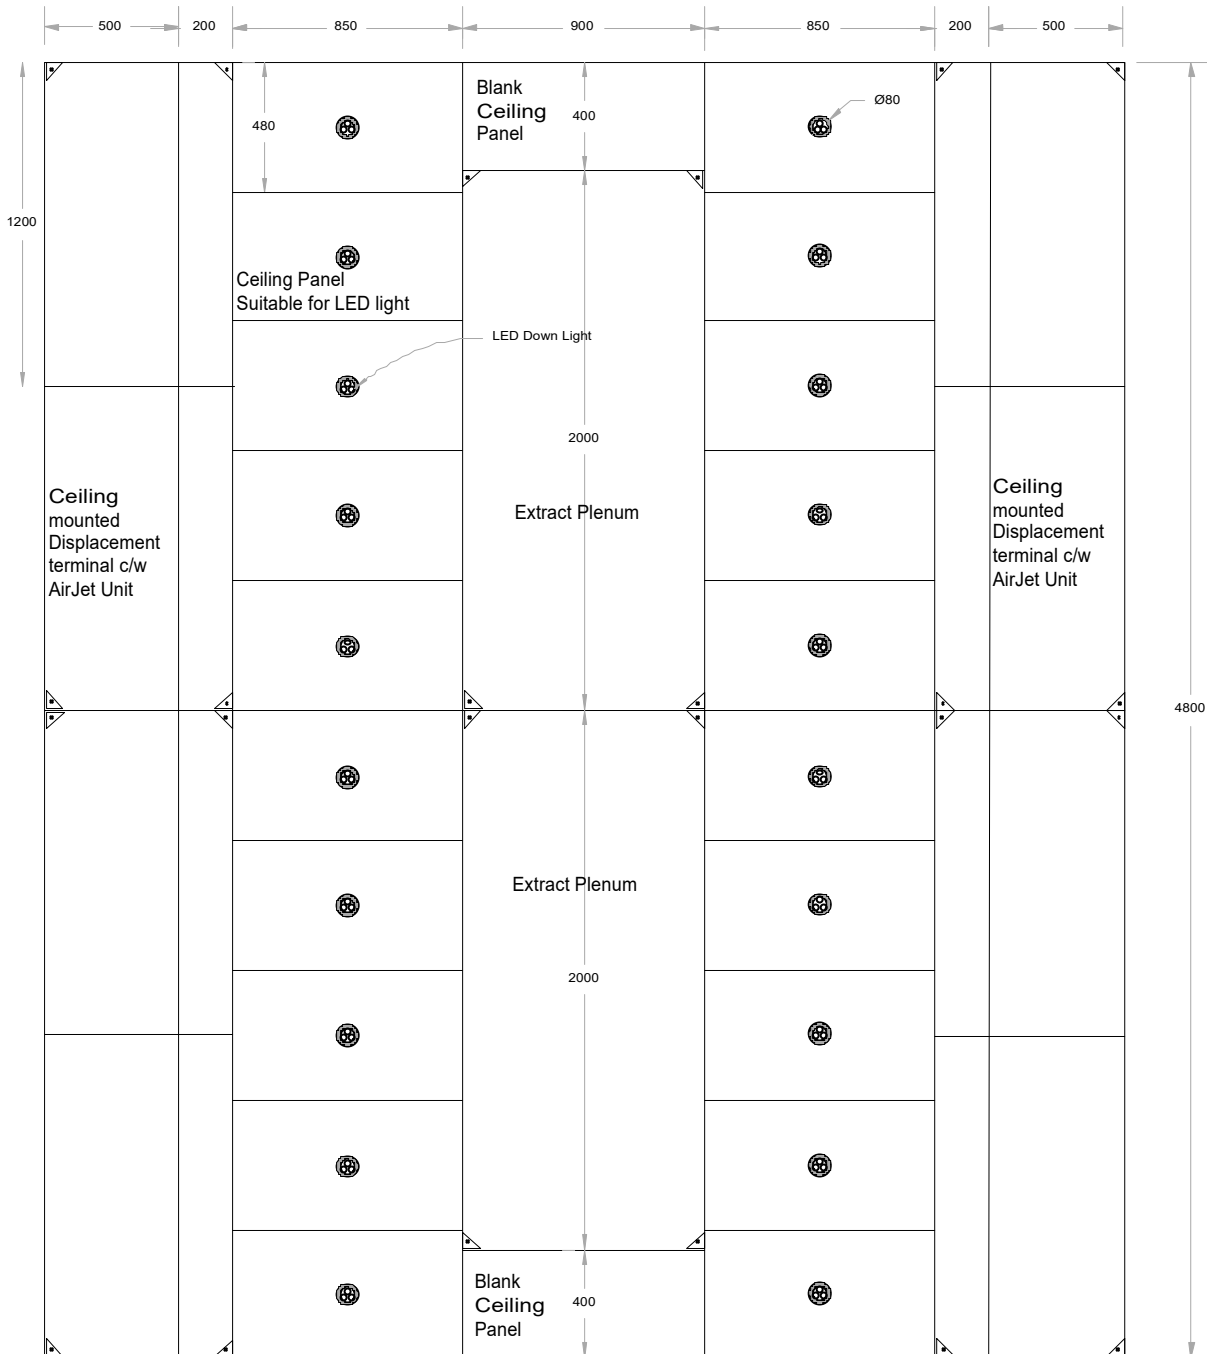 500
200
850
900
850
200
500
Blank
Ceiling
Panel
400
Ø80
480
1200
Ceiling Panel
Suitable for LED light
LED Down Light
2000
Ceiling
mounted
Displacement
terminal c/w
AirJet Unit
Extract Plenum
Ceiling
mounted
Displacement
terminal c/w
AirJet Unit
4800
Extract Plenum
2000
Blank
Ceiling
Panel
400